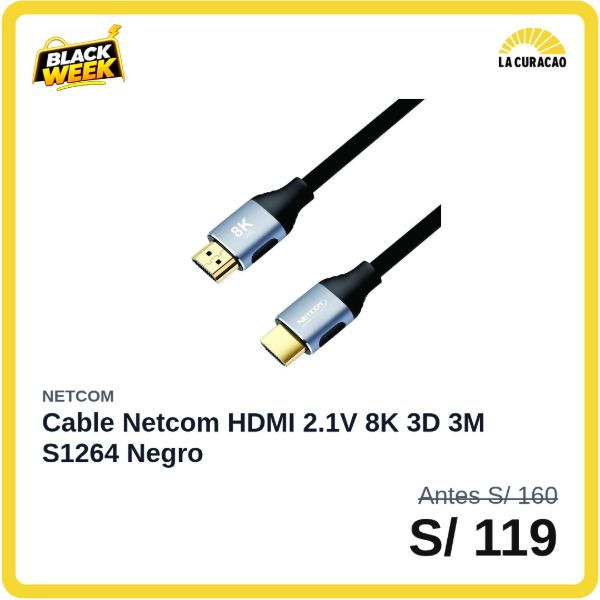 BLACK
WEEK
LA CURACAO
8K
NETCOM
NETCOM
Cable Netcom HDMI 2.1V 8K 3D 3M
S1264 Negro
Antes S/ 160
S/ 119